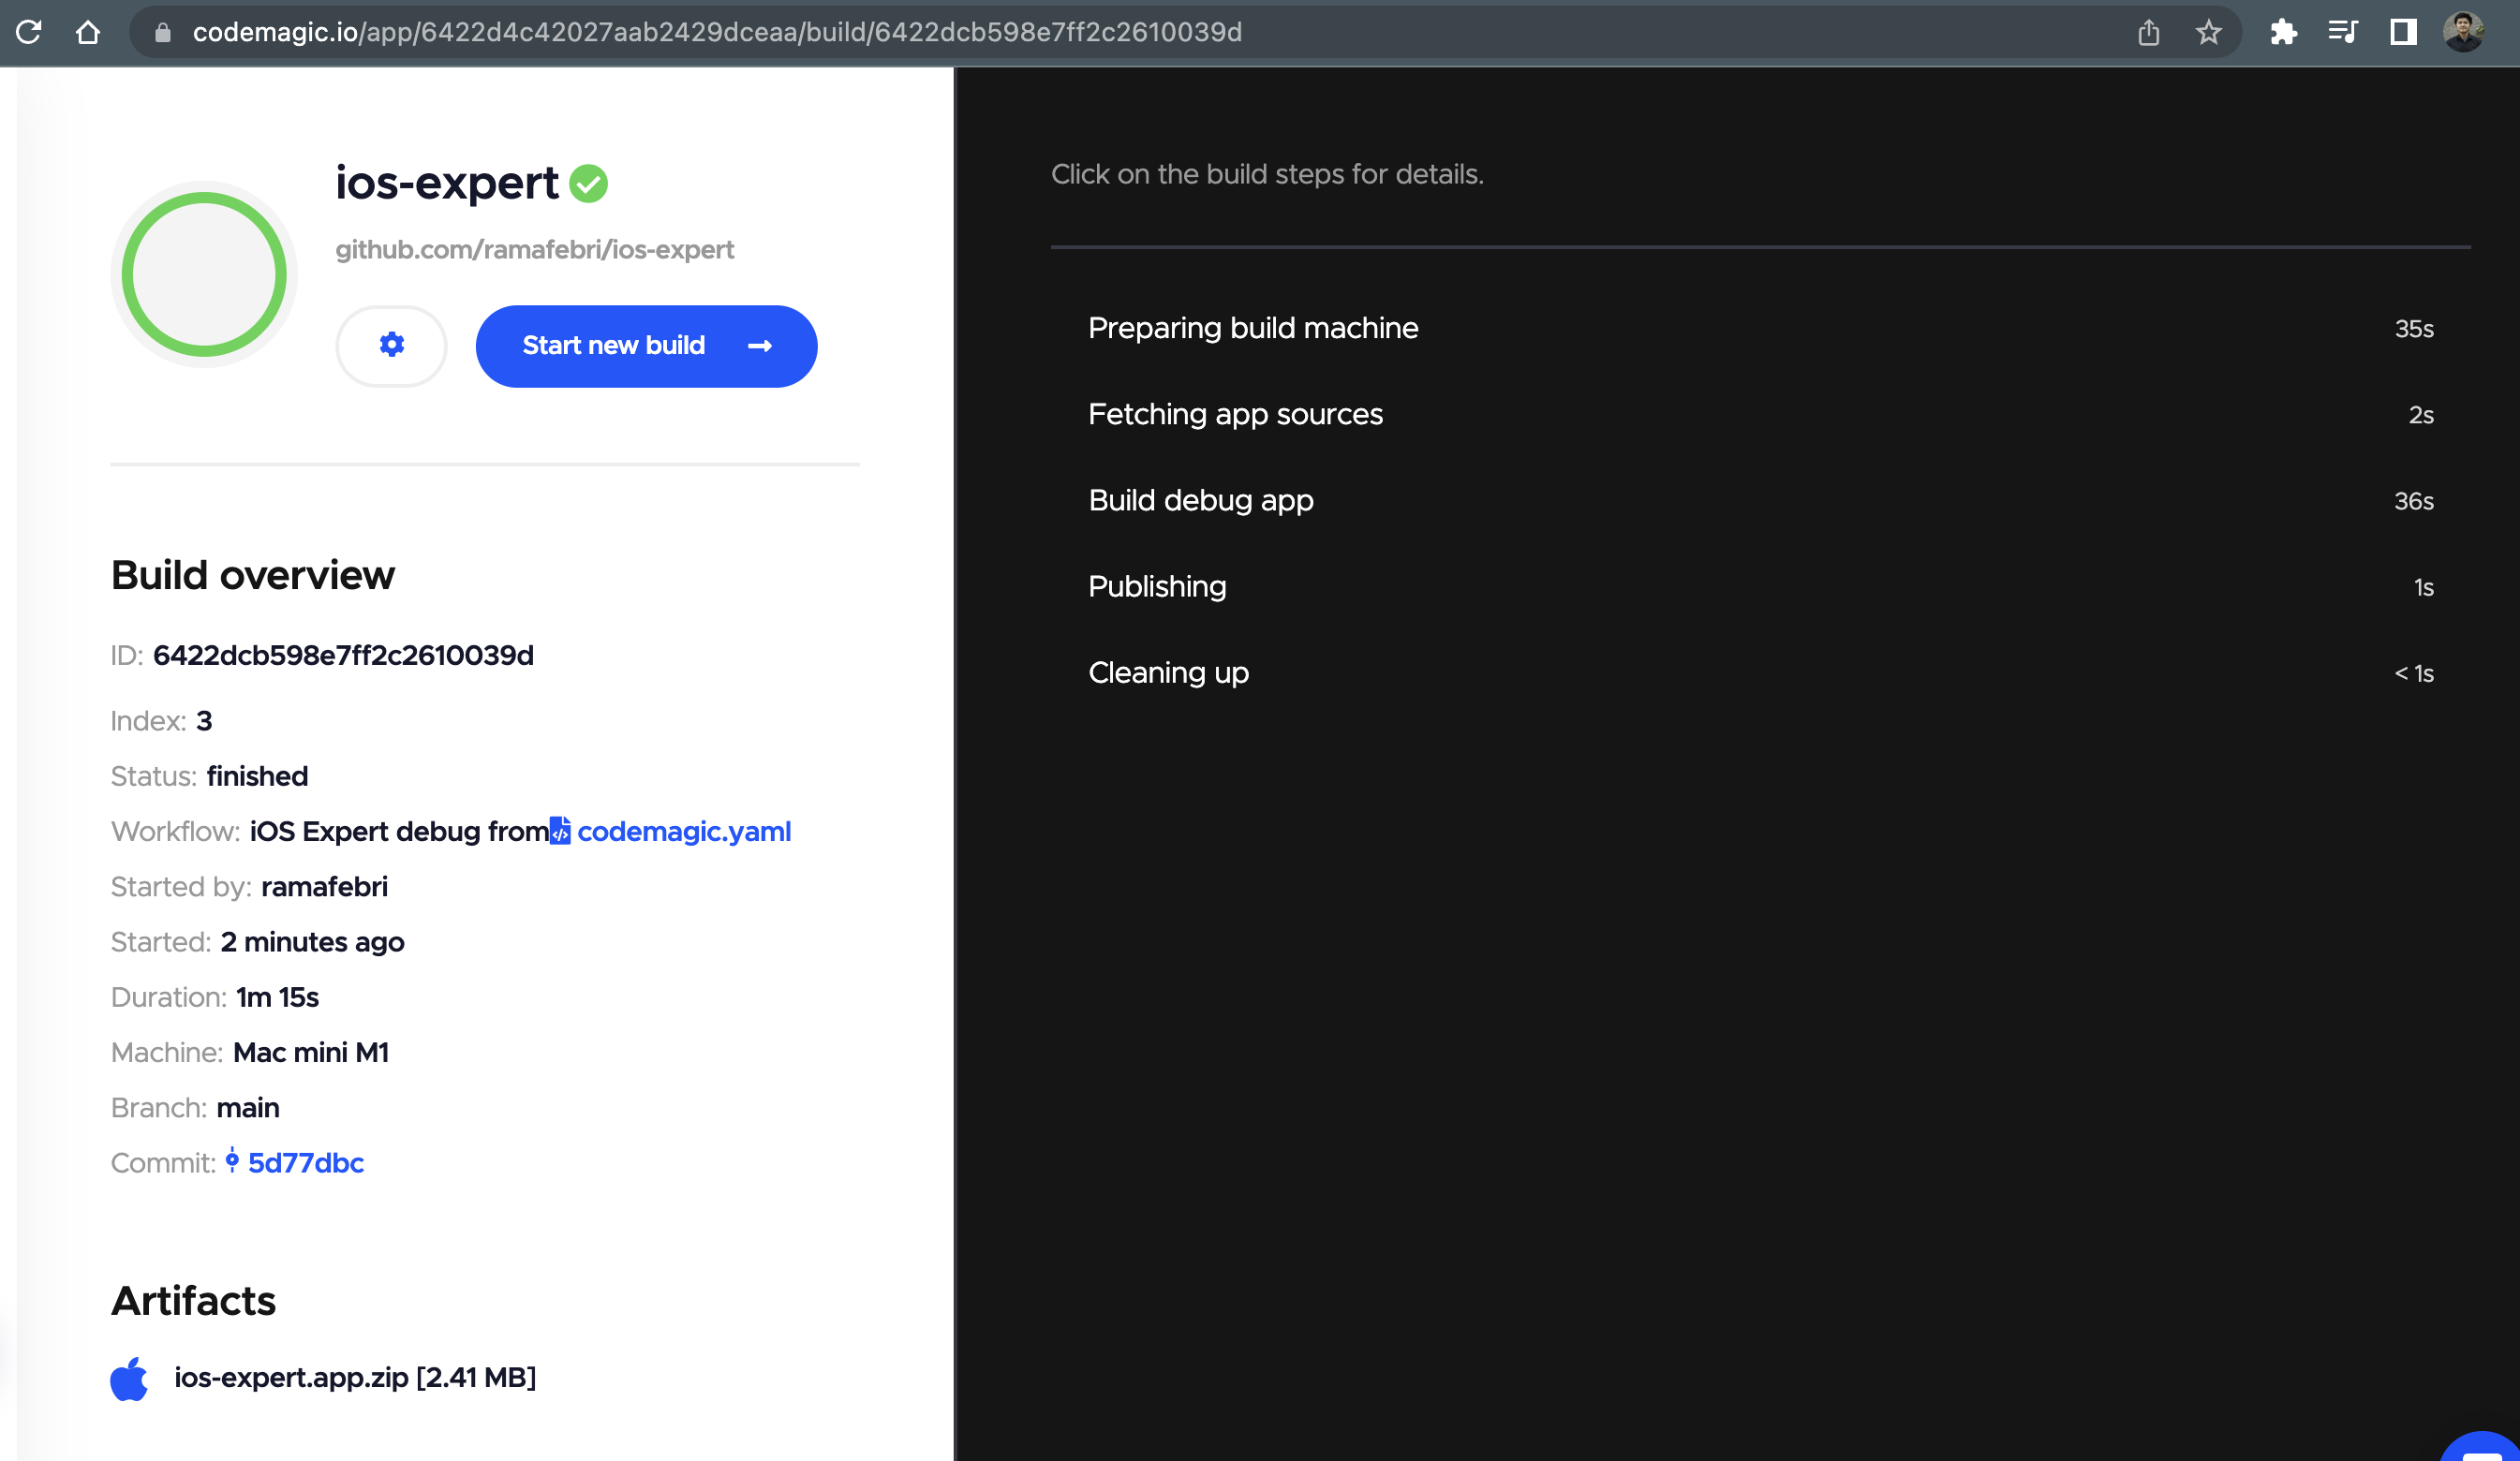 codemagic.io/app/6422d4c42027aab2429dceaa/build/6422dcb598e7ff2c2610039d
ios-expert
github.com/ramafebri/ios-expert
Start new build
Build overview
ID: 6422dcb598e7ff2c2610039d
Index: 3
Status: finished
Workflow: iOS Expert debug from codemagic.yaml
Started by: ramafebri
Started: 2 minutes ago
Duration: 1m 15s
Machine: Mac mini M1
Branch: main
Commit: 5d77dbc
Artifacts
ios-expert.app.zip [2.41 MB]
Click on the build steps for details.
Preparing build machine 35s
Fetching app sources 2s
Build debug app 36s
Publishing 1s
Cleaning up < 1s